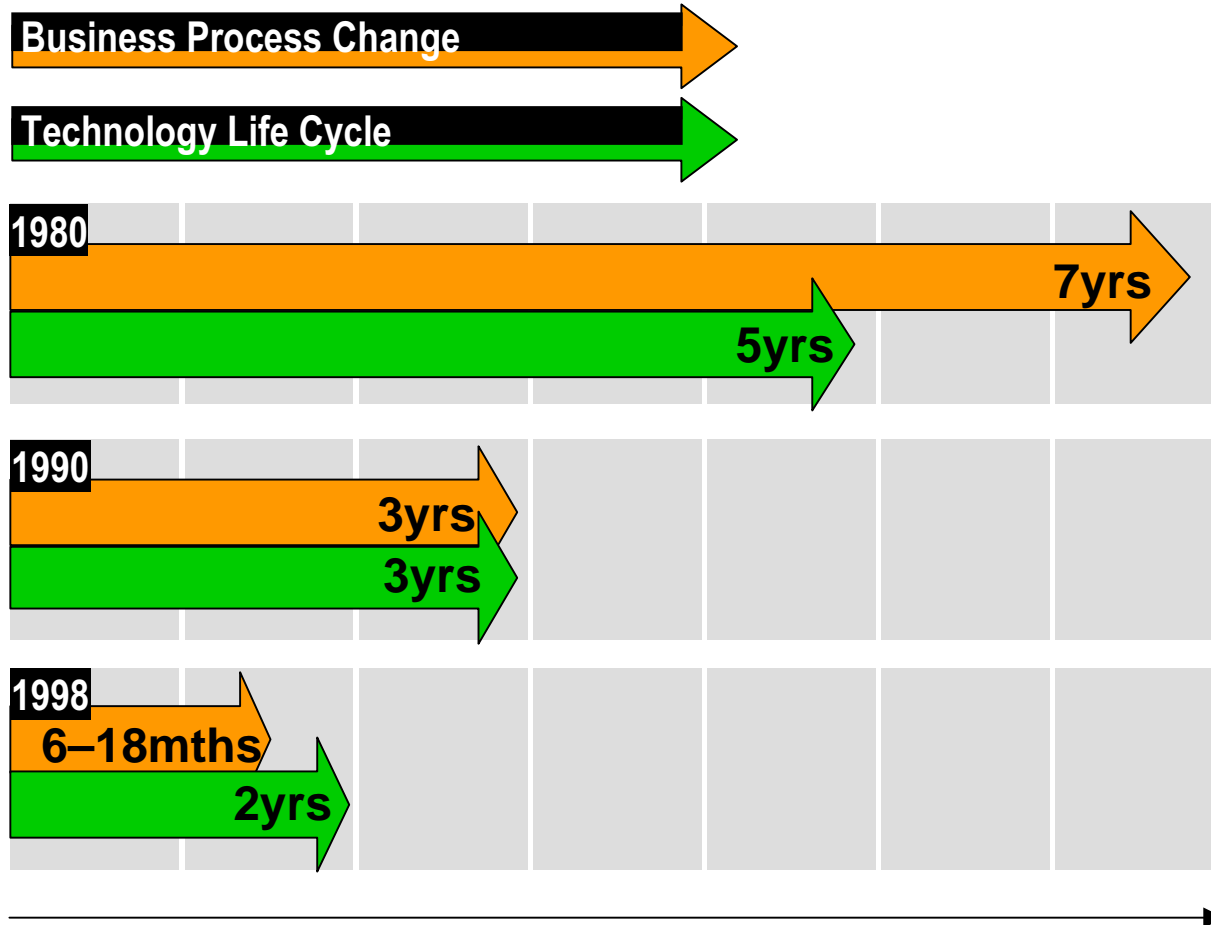 Business Process Change
Technology Life Cycle
1980
7yrs
5yrs
1990
3yrs
3yrs
1998
6–18mths
2yrs